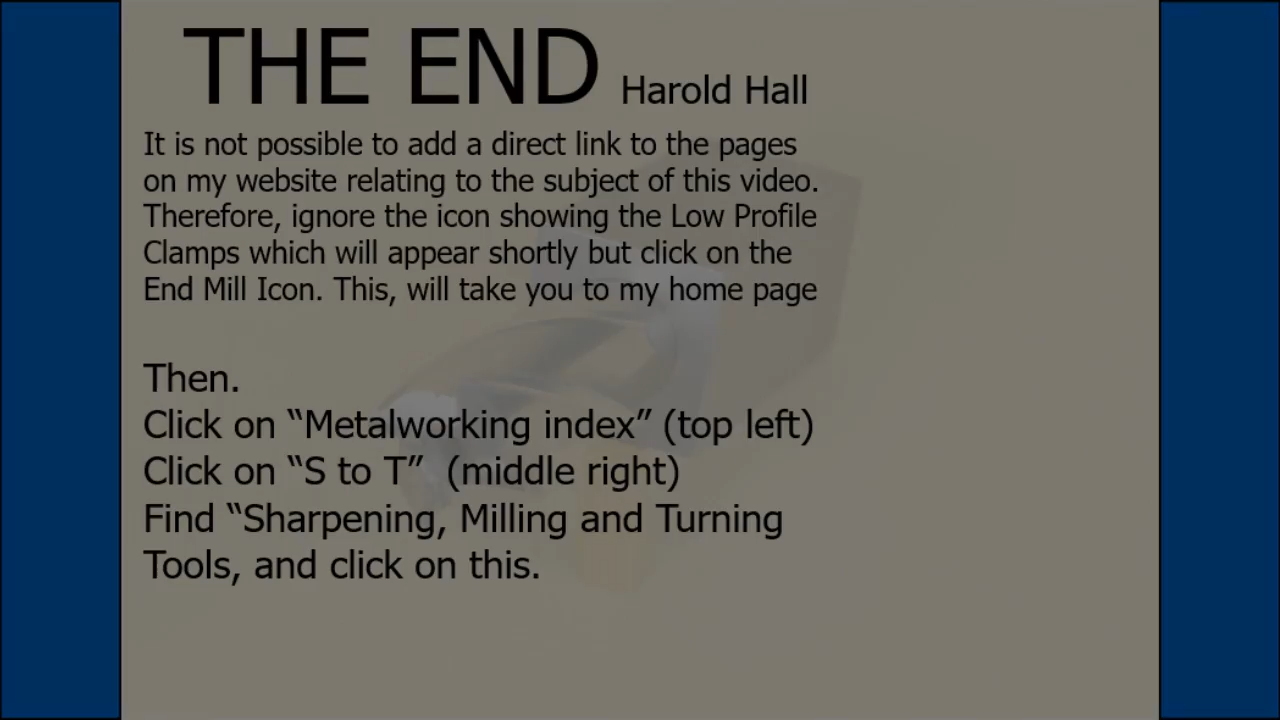 THE END Harold Hall
It is not possible to add a direct link to the pages
on my website relating to the subject of this video.
Therefore, ignore the icon showing the Low Profile
Clamps which will appear shortly but click on the
End Mill Icon. This, will take you to my home page
Then.
Click on “Metalworking index” (top left)
Click on “S to T”  (middle right)
Find “Sharpening, Milling and Turning
Tools, and click on this.